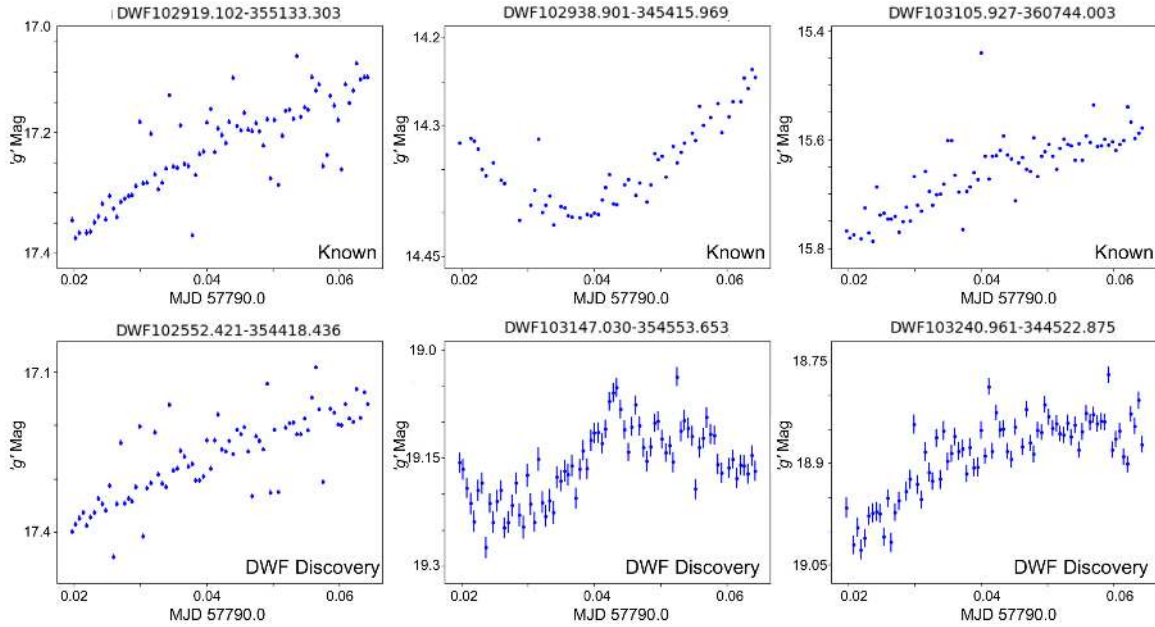 DWF102919.102-355133.303
17.0
17.2
17.4
'g' Mag
Known
0.02
0.04
0.06
MJD 57790.0
DWF102938.901-345415.969
14.2
14.3
14.45
'g' Mag
Known
0.02
0.04
0.06
MJD 57790.0
DWF103105.927-360744.003
15.4
15.6
15.8
'g' Mag
Known
0.02
0.04
0.06
MJD 57790.0
DWF102552.421-354418.436
17.1
17.4
'g' Mag
DWF Discovery
0.02
0.04
0.06
MJD 57790.0
DWF103147.030-354553.653
19.0
19.15
19.3
'g' Mag
DWF Discovery
0.02
0.04
0.06
MJD 57790.0
DWF103240.961-344522.875
18.75
18.9
19.05
'g' Mag
DWF Discovery
0.02
0.04
0.06
MJD 57790.0